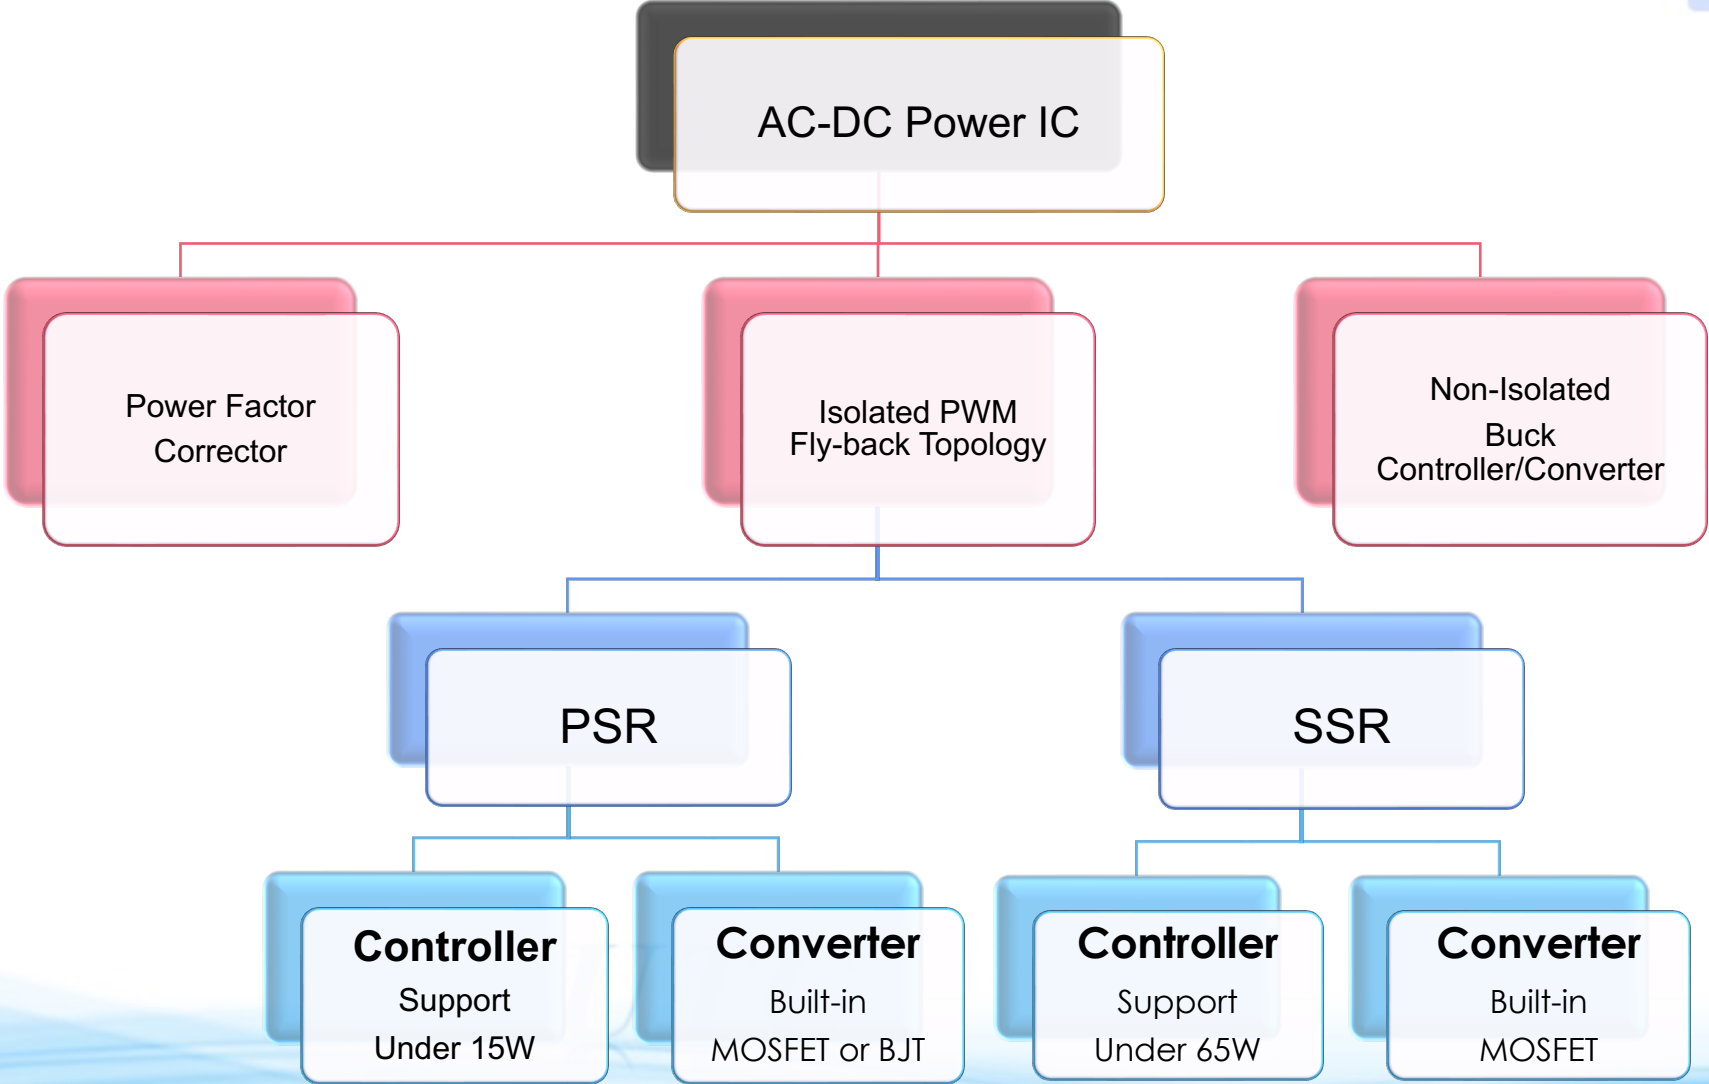 AC-DC Power IC
Power Factor
Corrector
Isolated PWM
Fly-back Topology
Non-Isolated
Buck
Controller/Converter
PSR
SSR
Controller
Support
Under 15W
Converter
Built-in
MOSFET or BJT
Controller
Support
Under 65W
Converter
Built-in
MOSFET